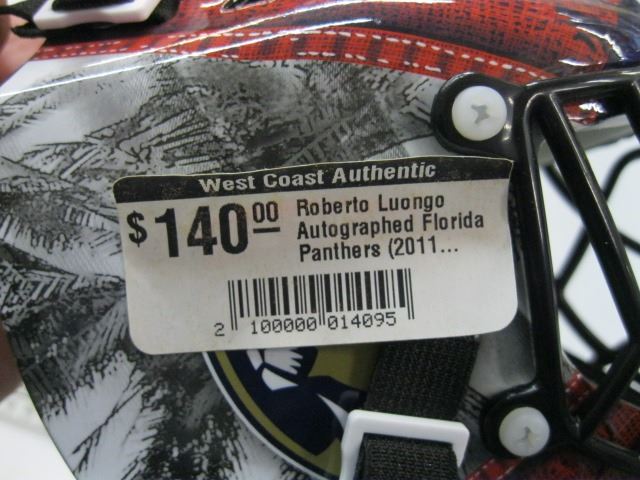 West Coast Authentic
$140.00 Roberto Luongo
Autographed Florida
Panthers (2011...
2 100000 014095